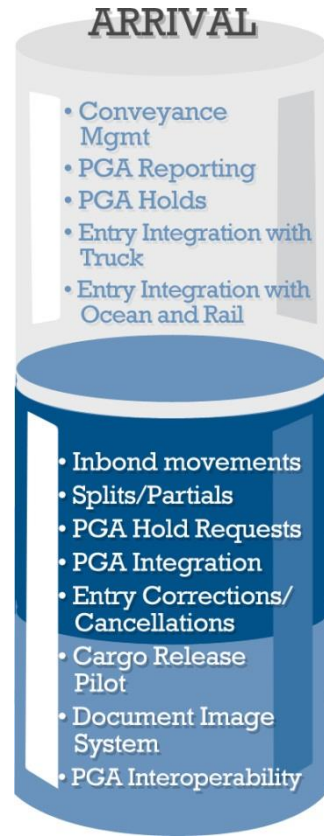 ARRIVAL
• Conveyance
Mgmt
• PGA Reporting
• PGA Holds
• Entry Integration with
Truck
• Entry Integration with
Ocean and Rail
• Inbond movements
• Splits/Partials
• PGA Hold Requests
• PGA Integration
• Entry Corrections/
Cancellations
• Cargo Release
Pilot
• Document Image
System
• PGA Interoperability